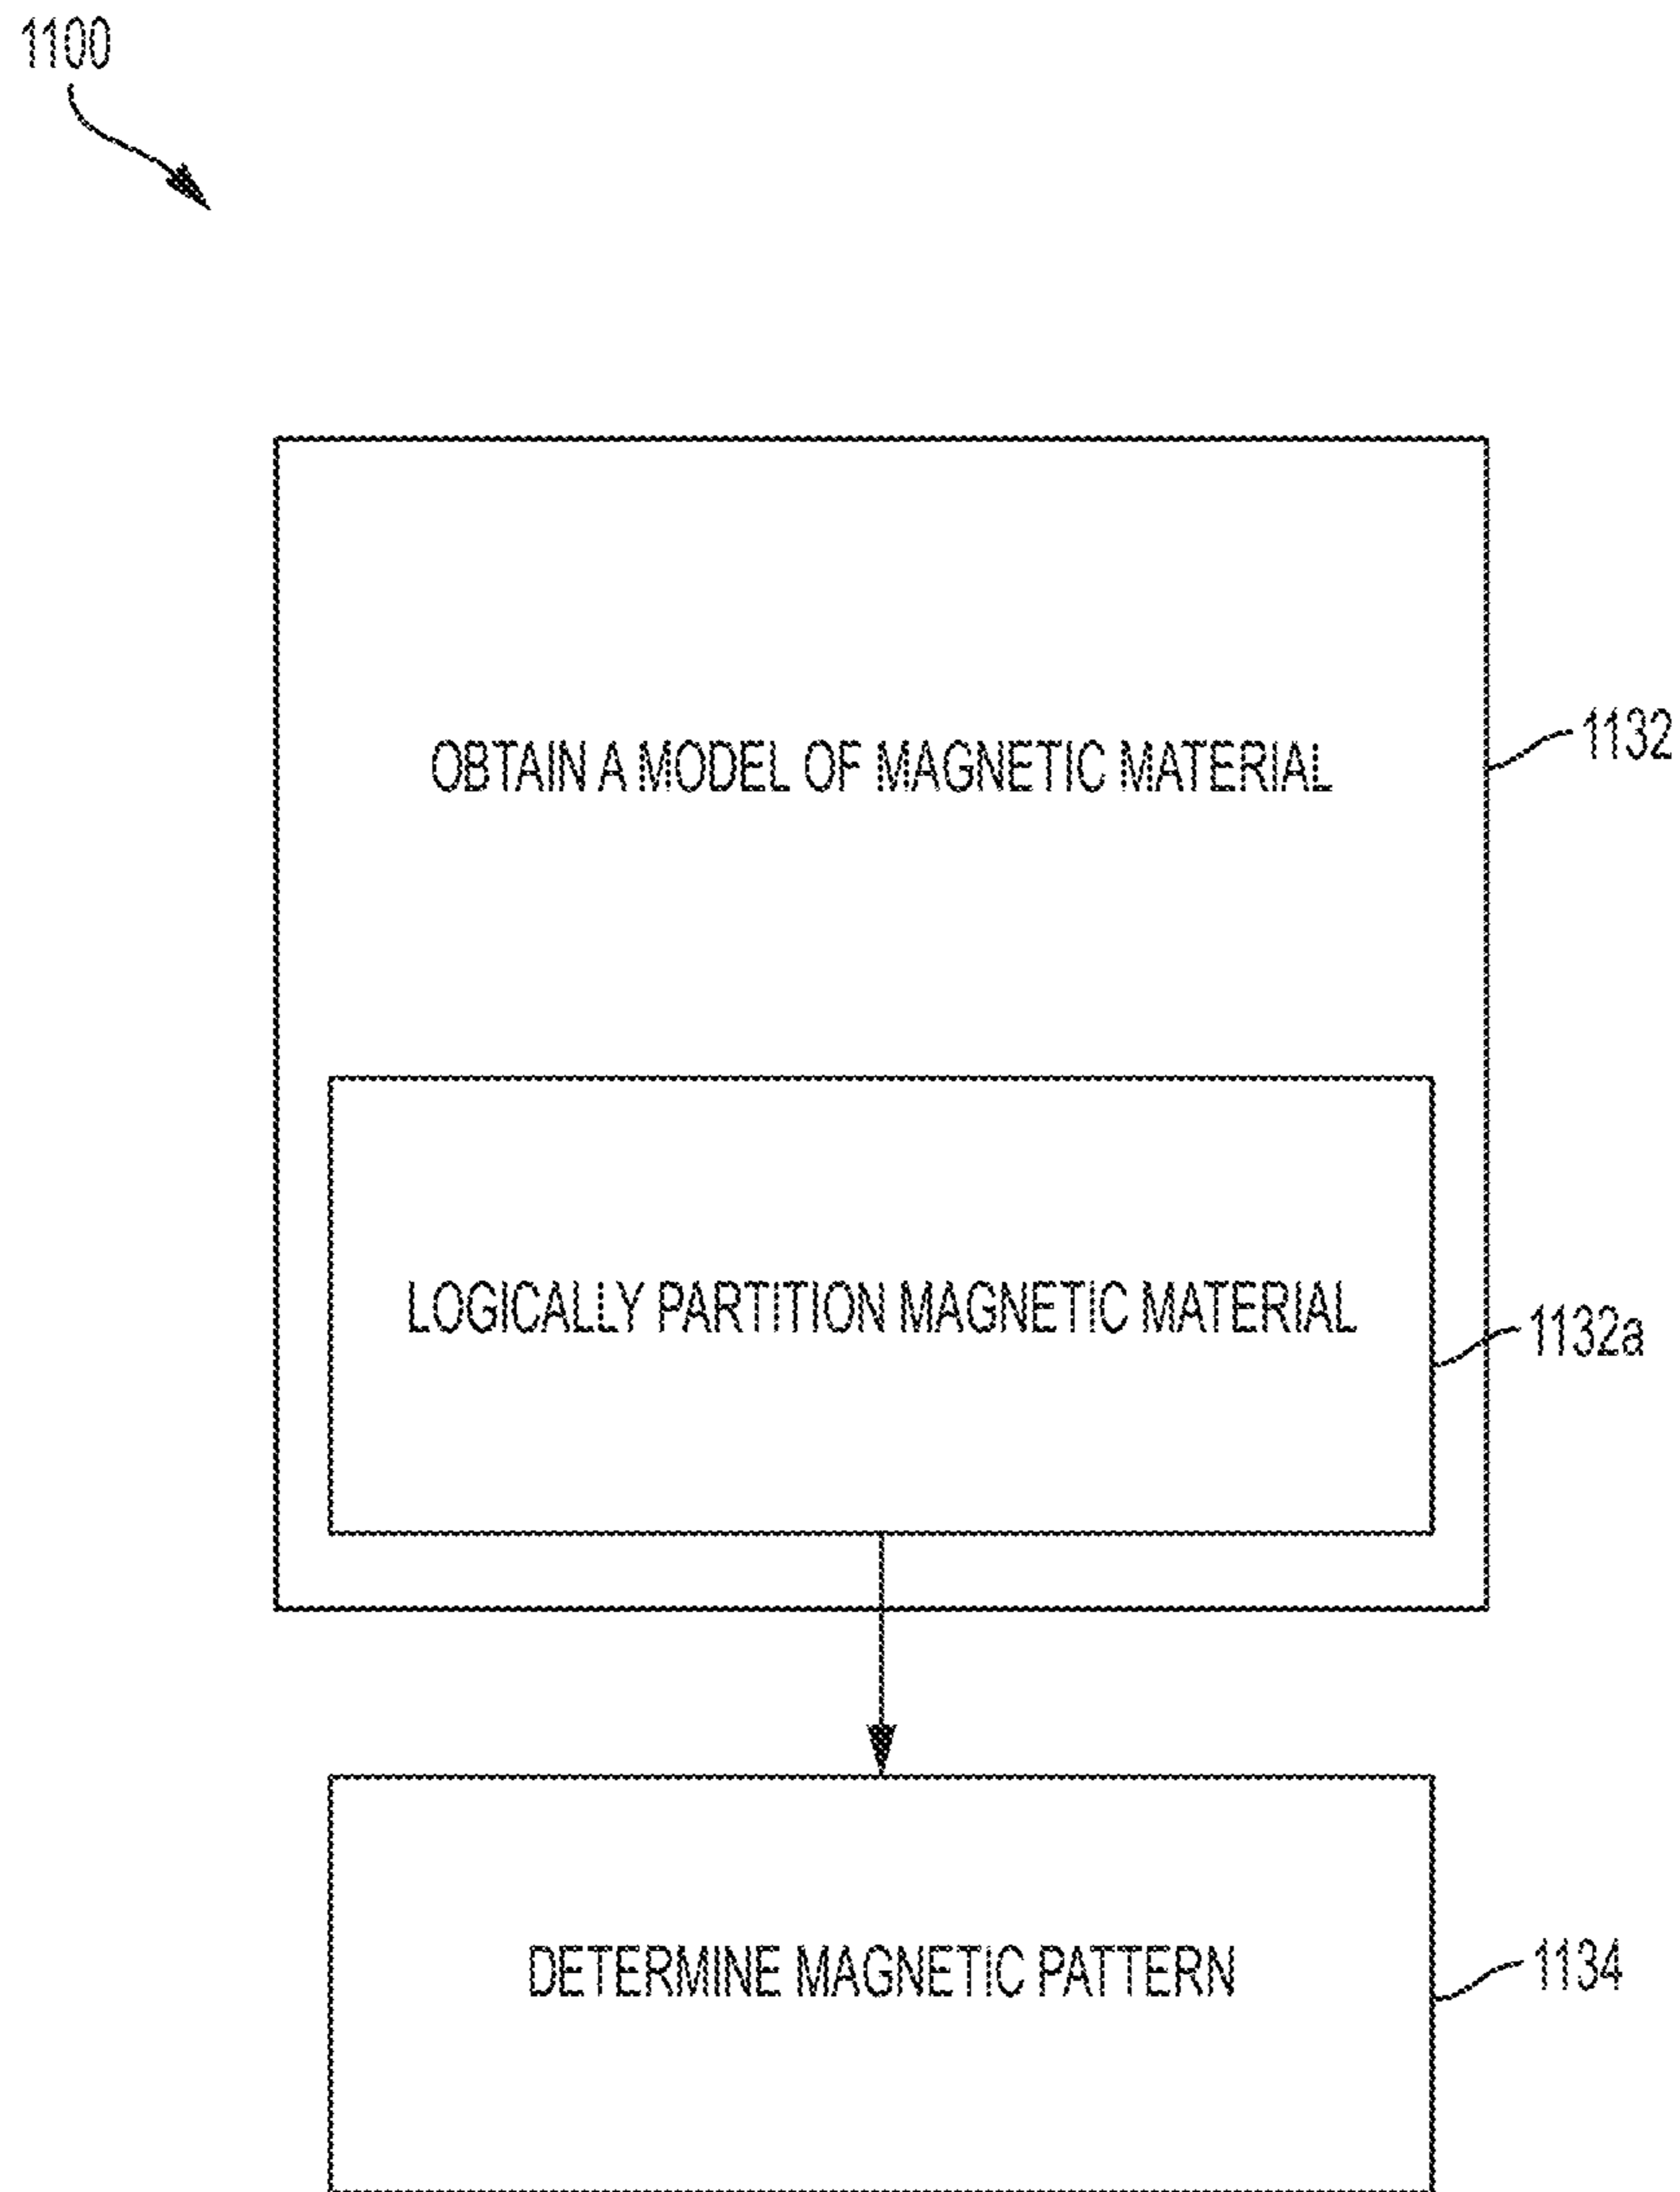 1100
OBTAIN A MODEL OF MAGNETIC MATERIAL
1132
LOGICALLY PARTITION MAGNETIC MATERIAL
1132a
DETERMINE MAGNETIC PATTERN
1134